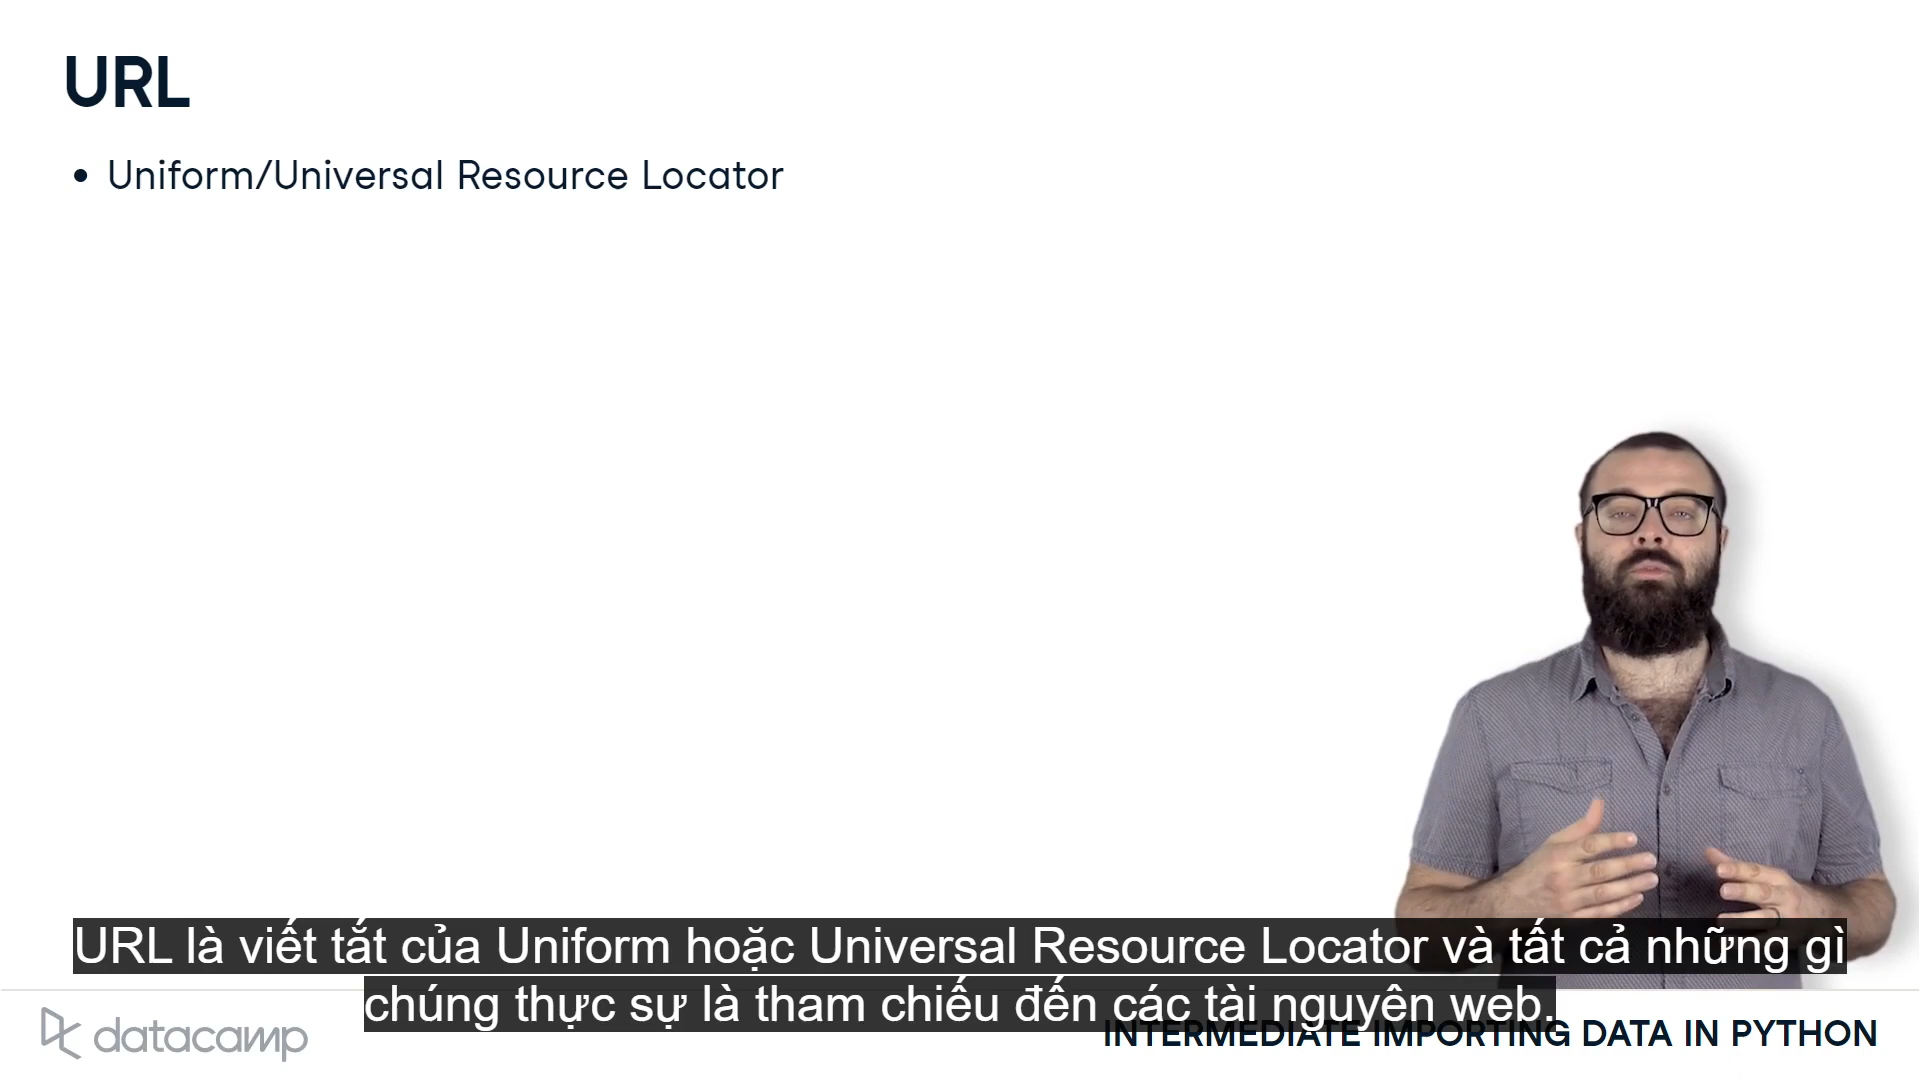 URL
• Uniform/Universal Resource Locator
URL là viết tắt của Uniform hoặc Universal Resource Locator và tất cả những gì
chúng thực sự là tham chiếu đến các tài nguyên web.
datacamp
INTERMEDIATE IMPORTING DATA IN PYTHON